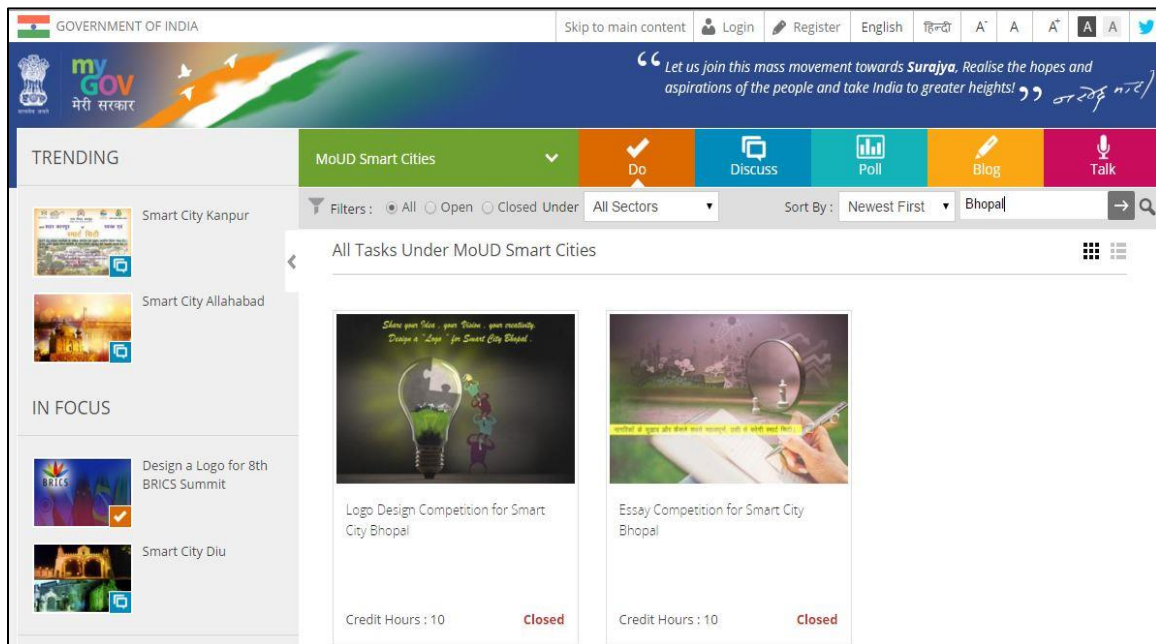 GOVERNMENT OF INDIA
Skip to main content
Login
Register
English
हिन्दी
A-
A
A+
A
A
my
GOV
मेरी सरकार
“ Let us join this mass movement towards Surajya, Realise the hopes and
aspirations of the people and take India to greater heights! ”
TRENDING
Smart City Kanpur
Smart City Allahabad
IN FOCUS
BRICS
Design a Logo for 8th
BRICS Summit
Smart City Diu
MoUD Smart Cities
Do
Discuss
Poll
Blog
Talk
Filters : All Open Closed Under All Sectors
Sort By : Newest First
Bhopal
All Tasks Under MoUD Smart Cities
Share your Idea , your Vision , your creativity.
Design a "Logo " for Smart City Bhopal .
Logo Design Competition for Smart
City Bhopal
Credit Hours : 10
Closed
Essay Competition for Smart City
Bhopal
Credit Hours : 10
Closed